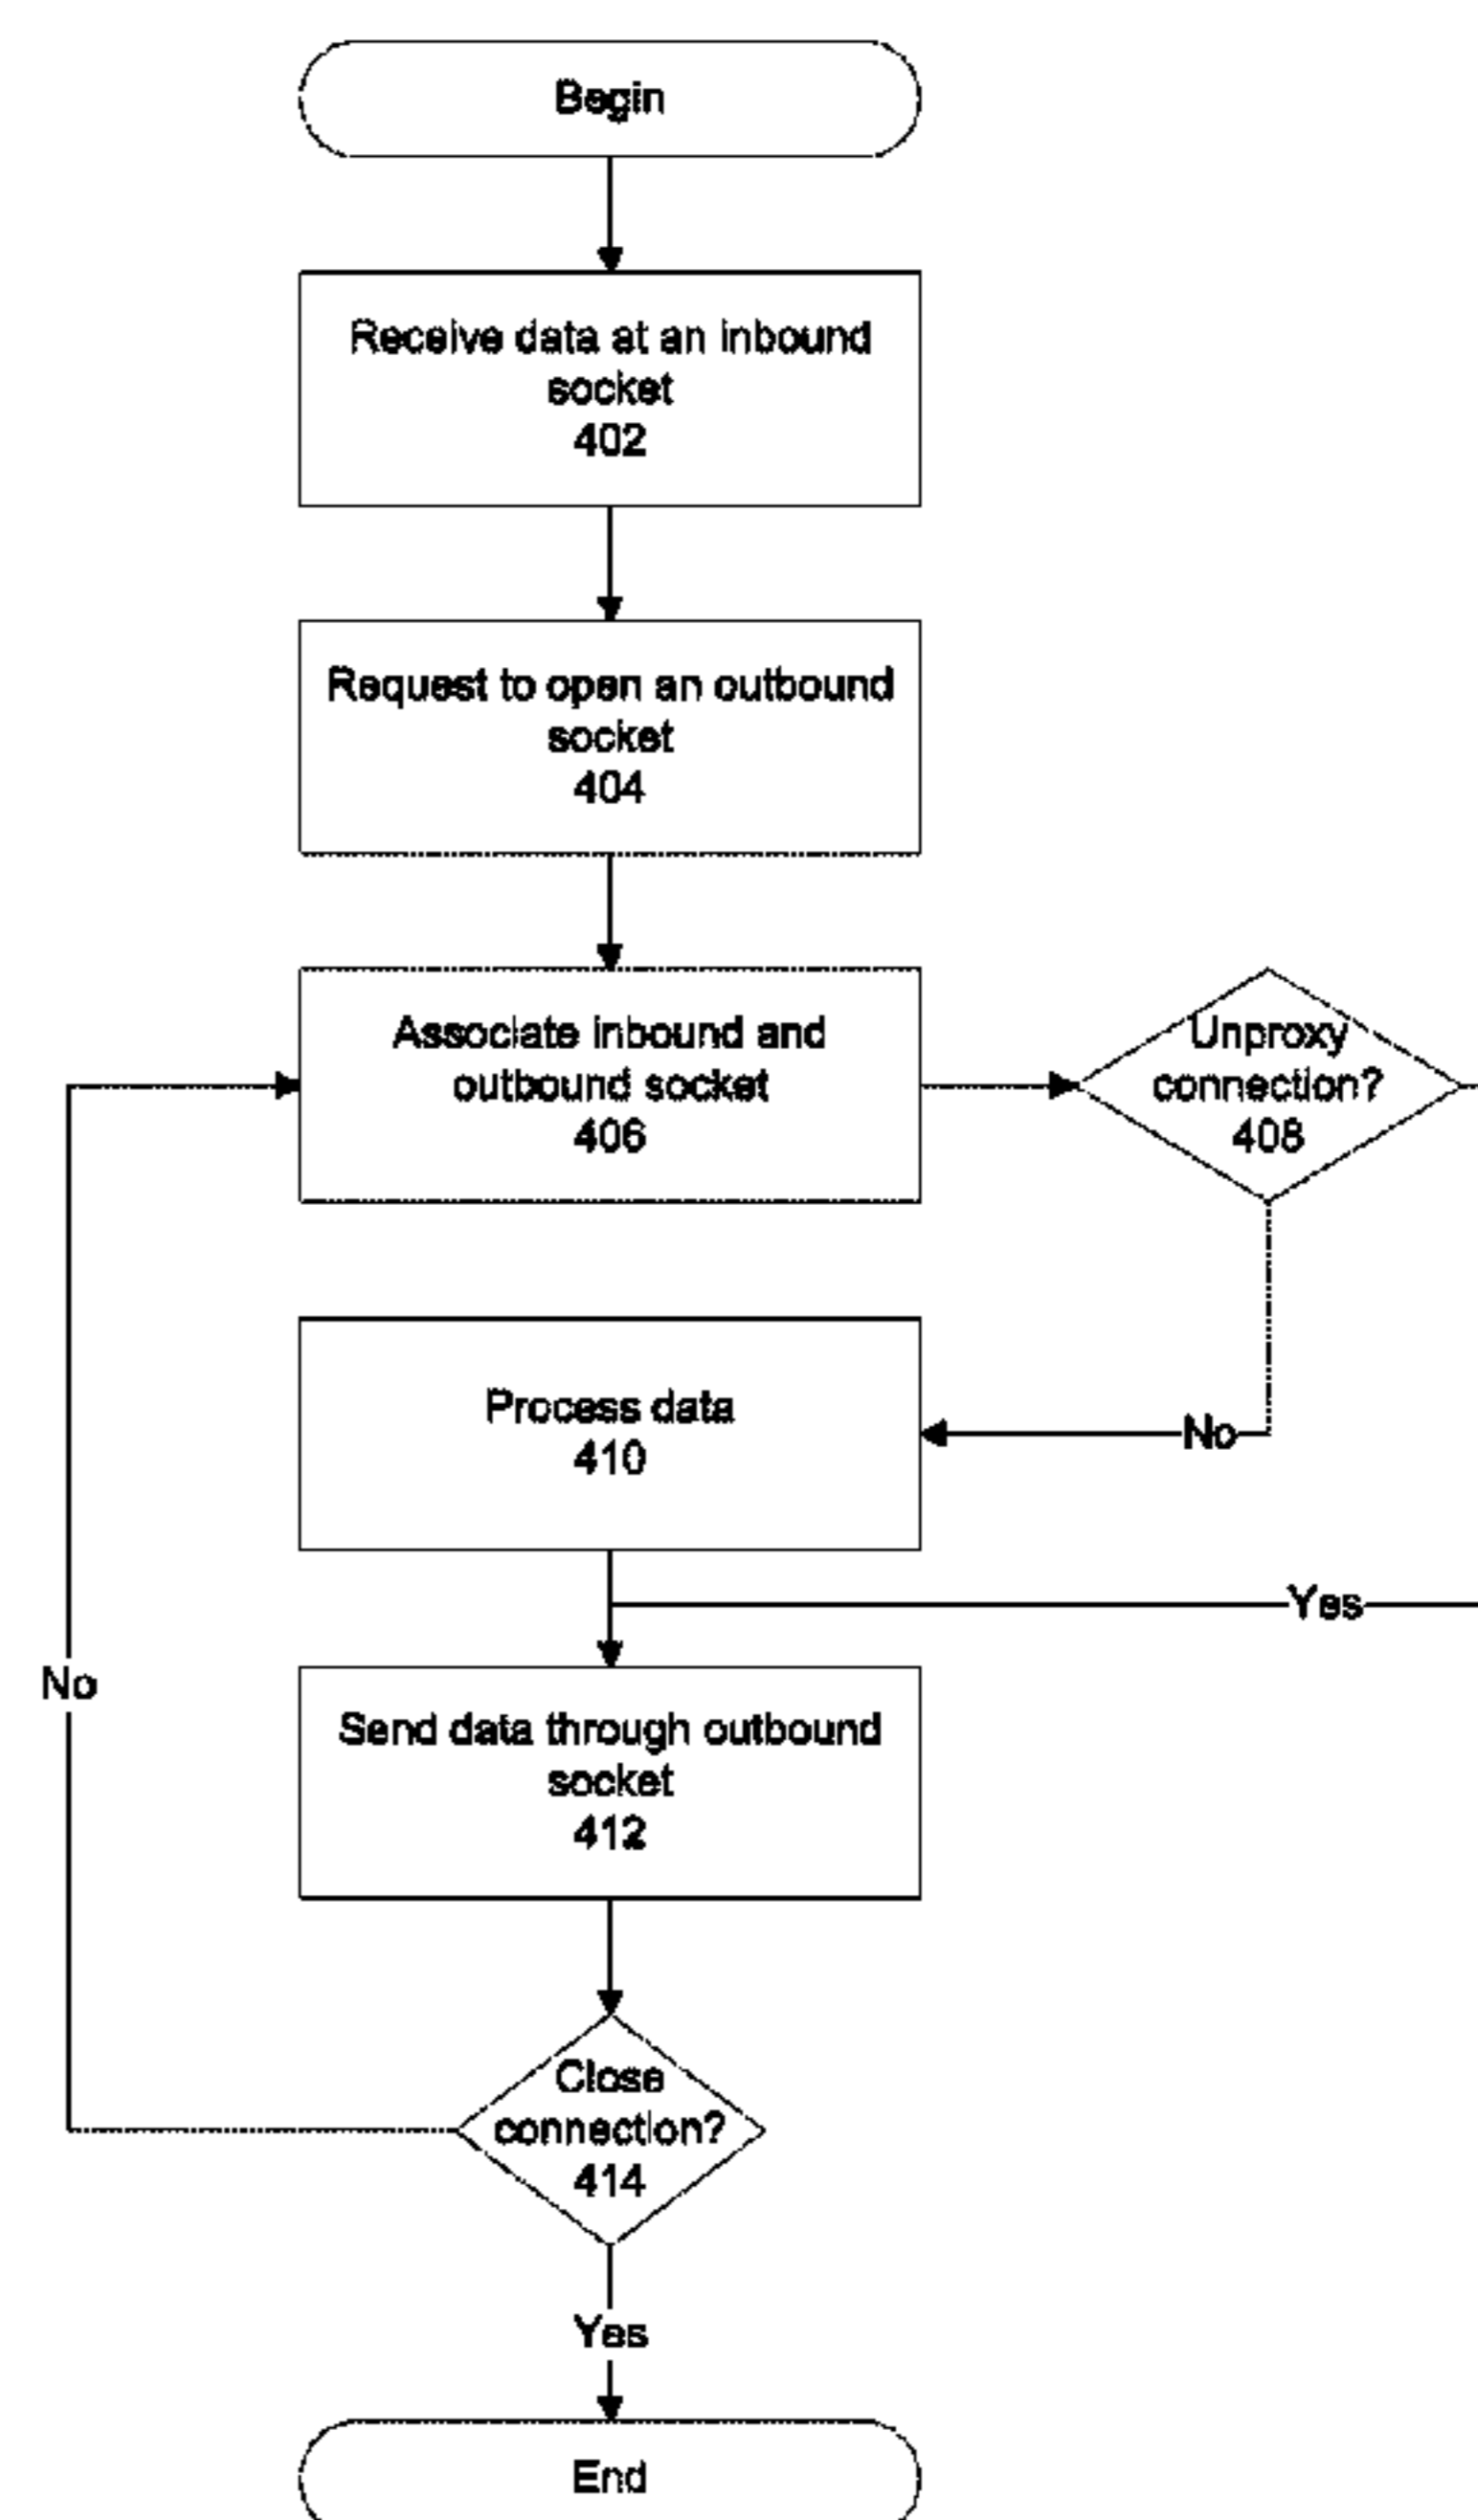 Begin
Receive data at an inbound
socket
402
Request to open an outbound
socket
404
Associate inbound and
outbound socket
406
Unproxy
connection?
408
Process data
410
No
Yes
No
Send data through outbound
socket
412
Close
connection?
414
Yes
End